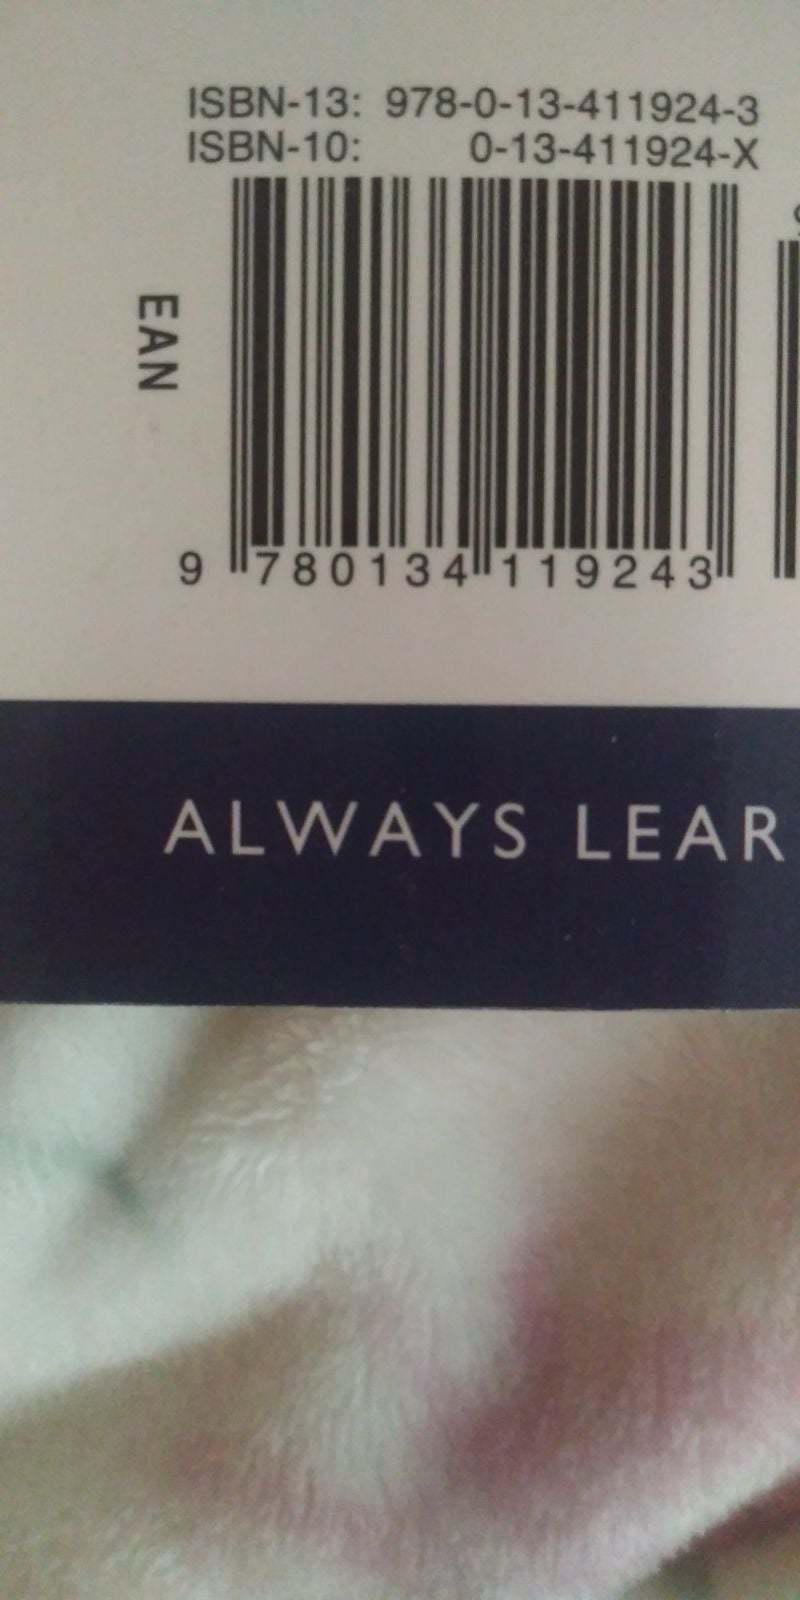 ISBN-13: 978-0-13-411924-3
ISBN-10: 0-13-411924-X
EAN
9 780134 119243
ALWAYS LEAR